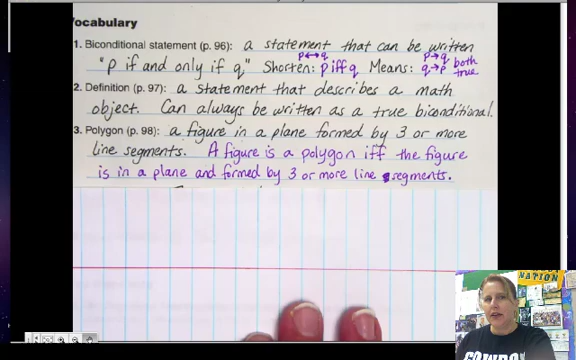 Vocabulary
1. Biconditional statement (p. 96): a statement that can be written
p↔q p→q
"p if and only if q" Shorten: p iff q Means: q→p both true
2. Definition (p. 97): a statement that describes a math
object. Can always be written as a true biconditional.
3. Polygon (p. 98): a figure in a plane formed by 3 or more
line segments. A figure is a polygon iff the figure
is in a plane and formed by 3 or more line segments.
NATION
COWBOY